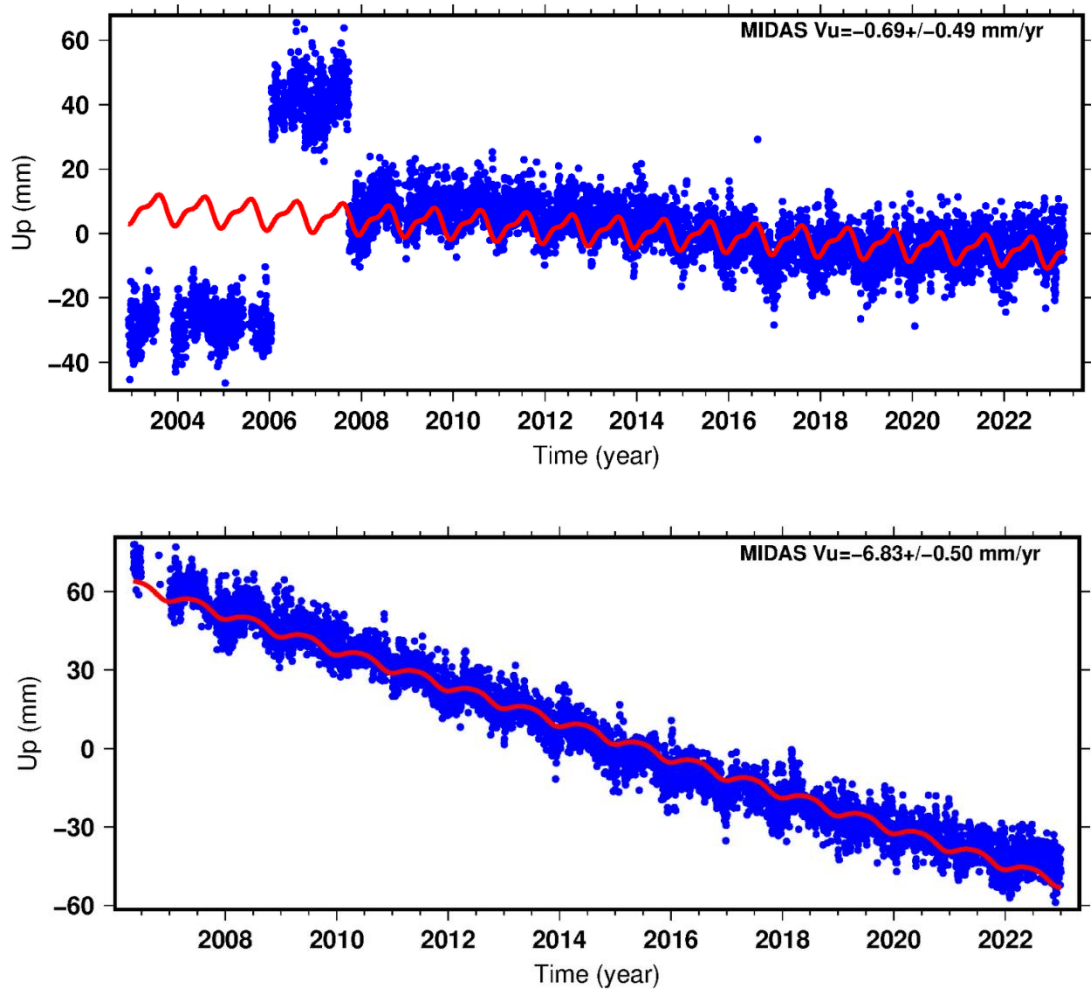 MIDAS Vu=−0.69+/−0.49 mm/yr
60
40
20
0
−20
−40
Up (mm)
2004 2006 2008 2010 2012 2014 2016 2018 2020 2022
Time (year)
MIDAS Vu=−6.83+/−0.50 mm/yr
60
30
0
−30
−60
Up (mm)
2008 2010 2012 2014 2016 2018 2020 2022
Time (year)